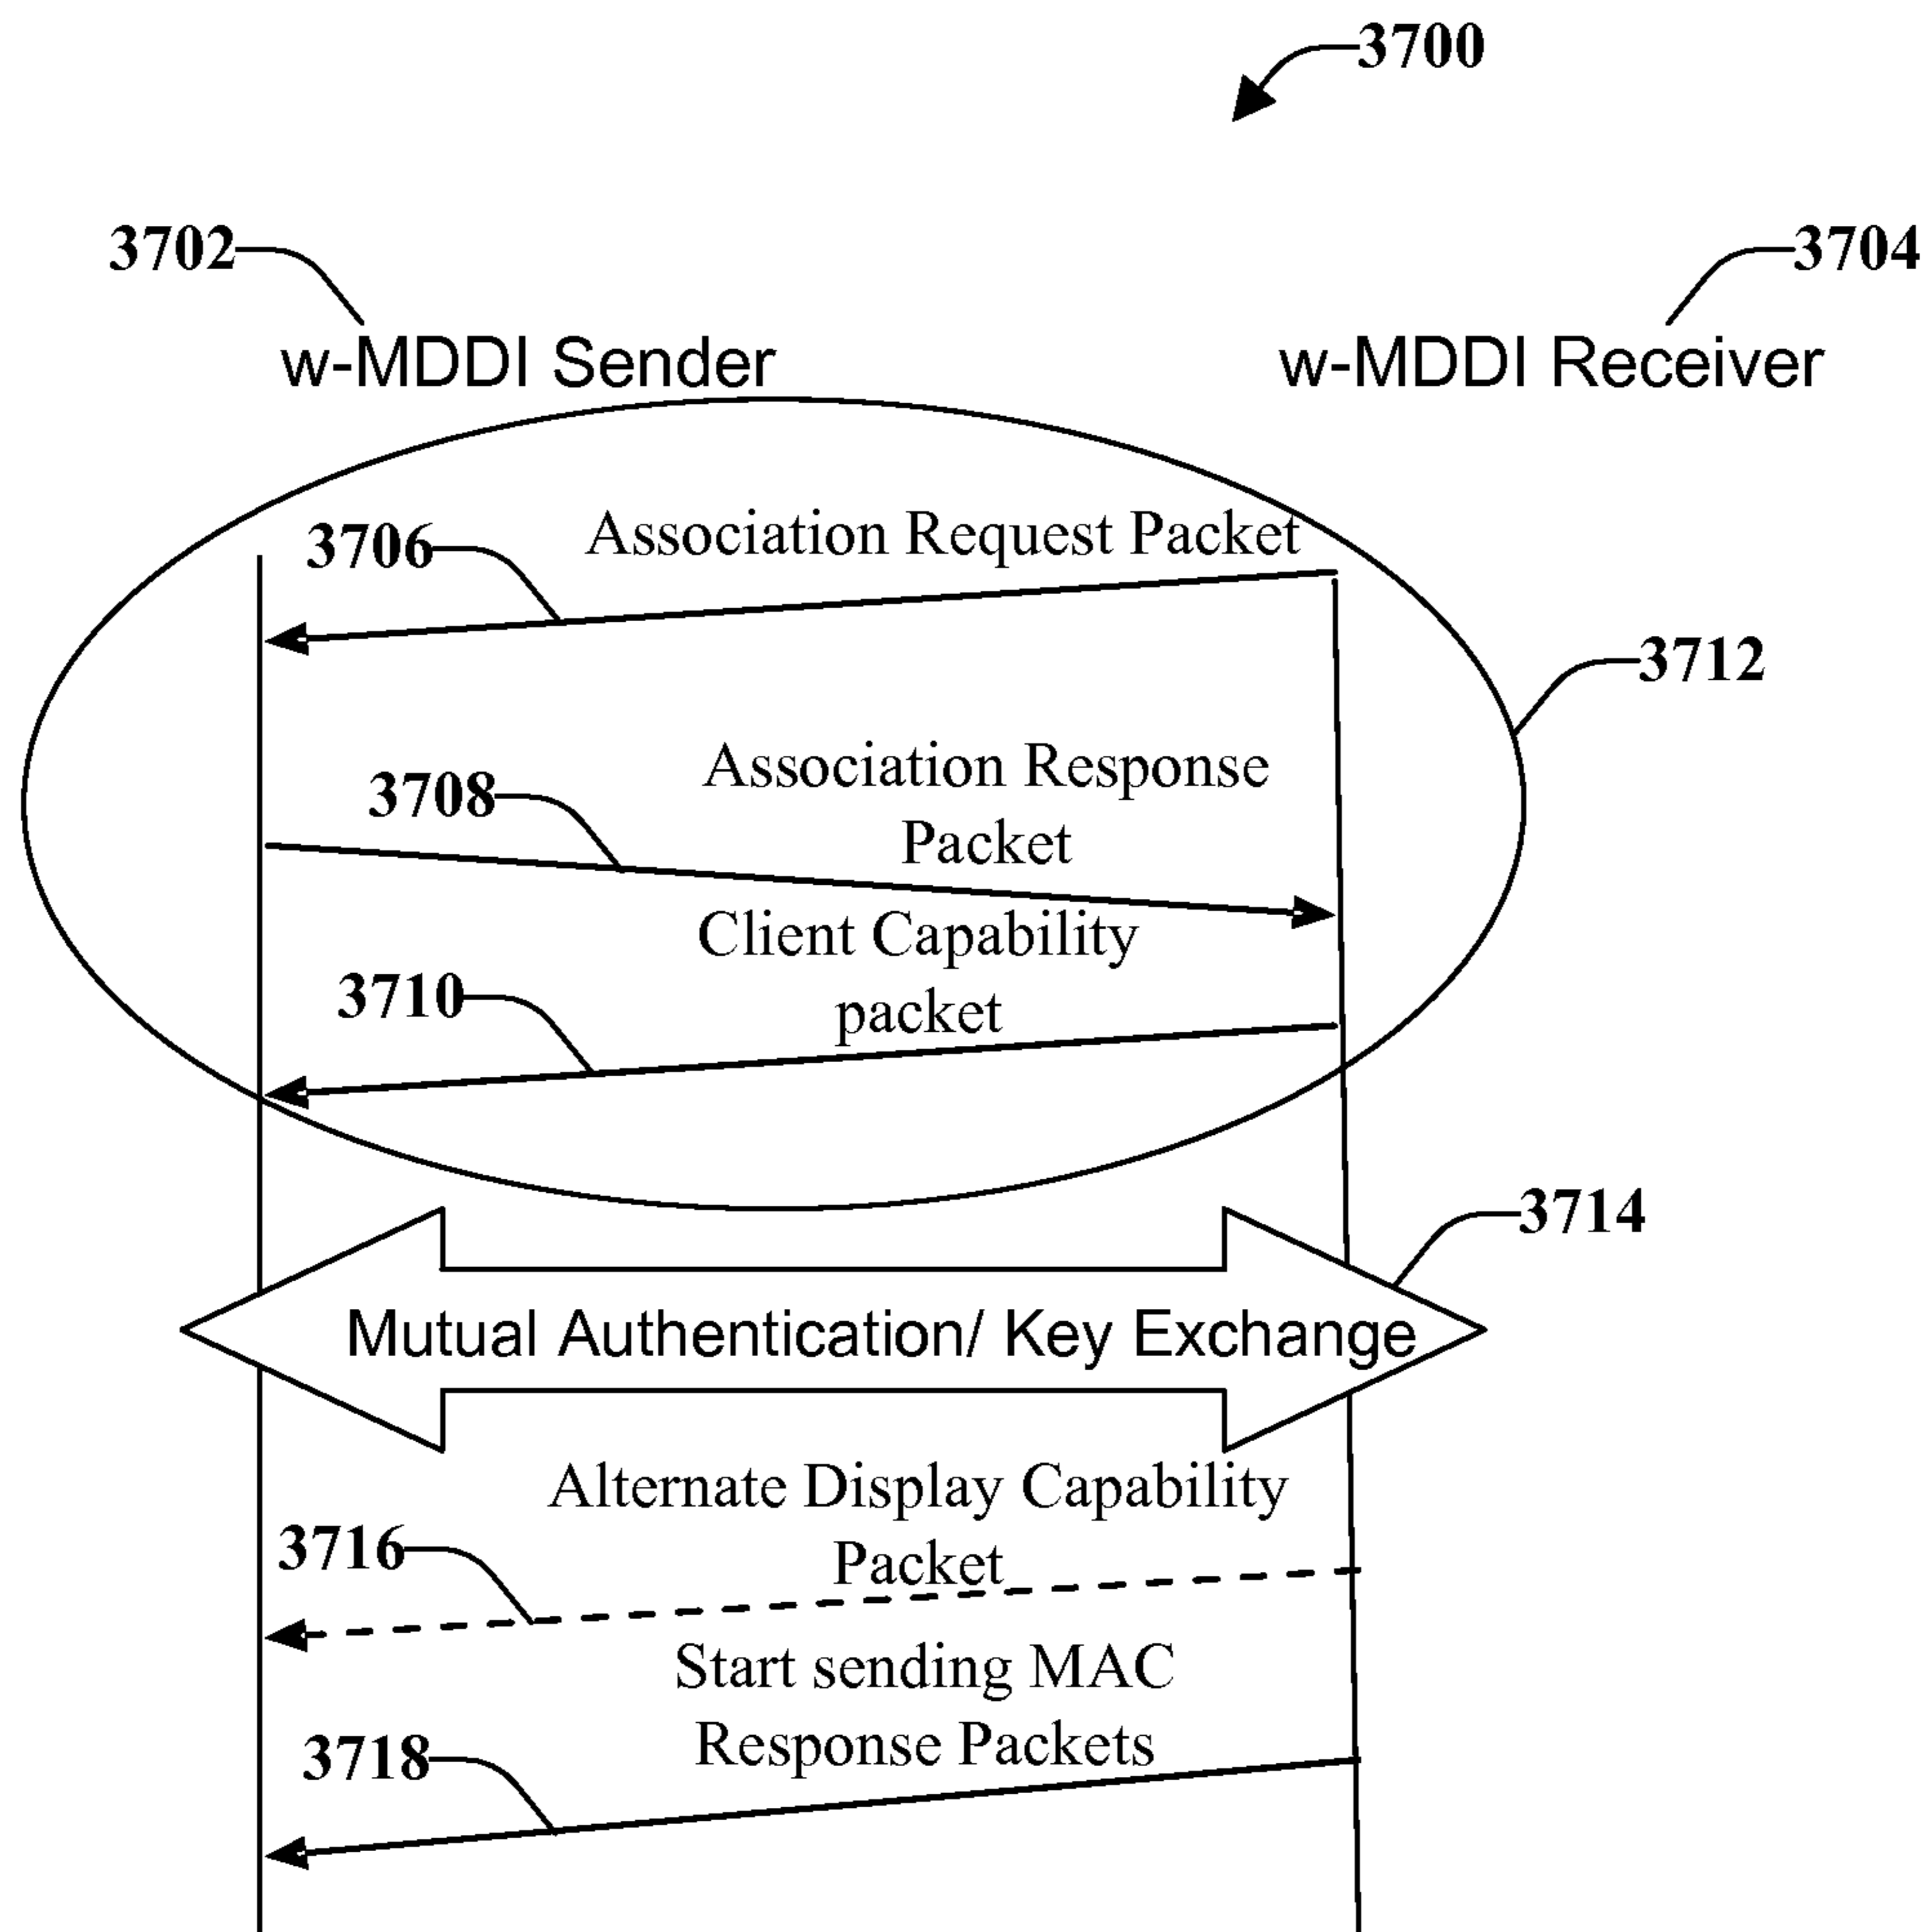 3700
3702
3704
w-MDDI Sender
w-MDDI Receiver
3706
Association Request Packet
3712
3708
Association Response
Packet
Client Capability
3710
packet
3714
Mutual Authentication/ Key Exchange
Alternate Display Capability
3716
Packet
Start sending MAC
3718
Response Packets